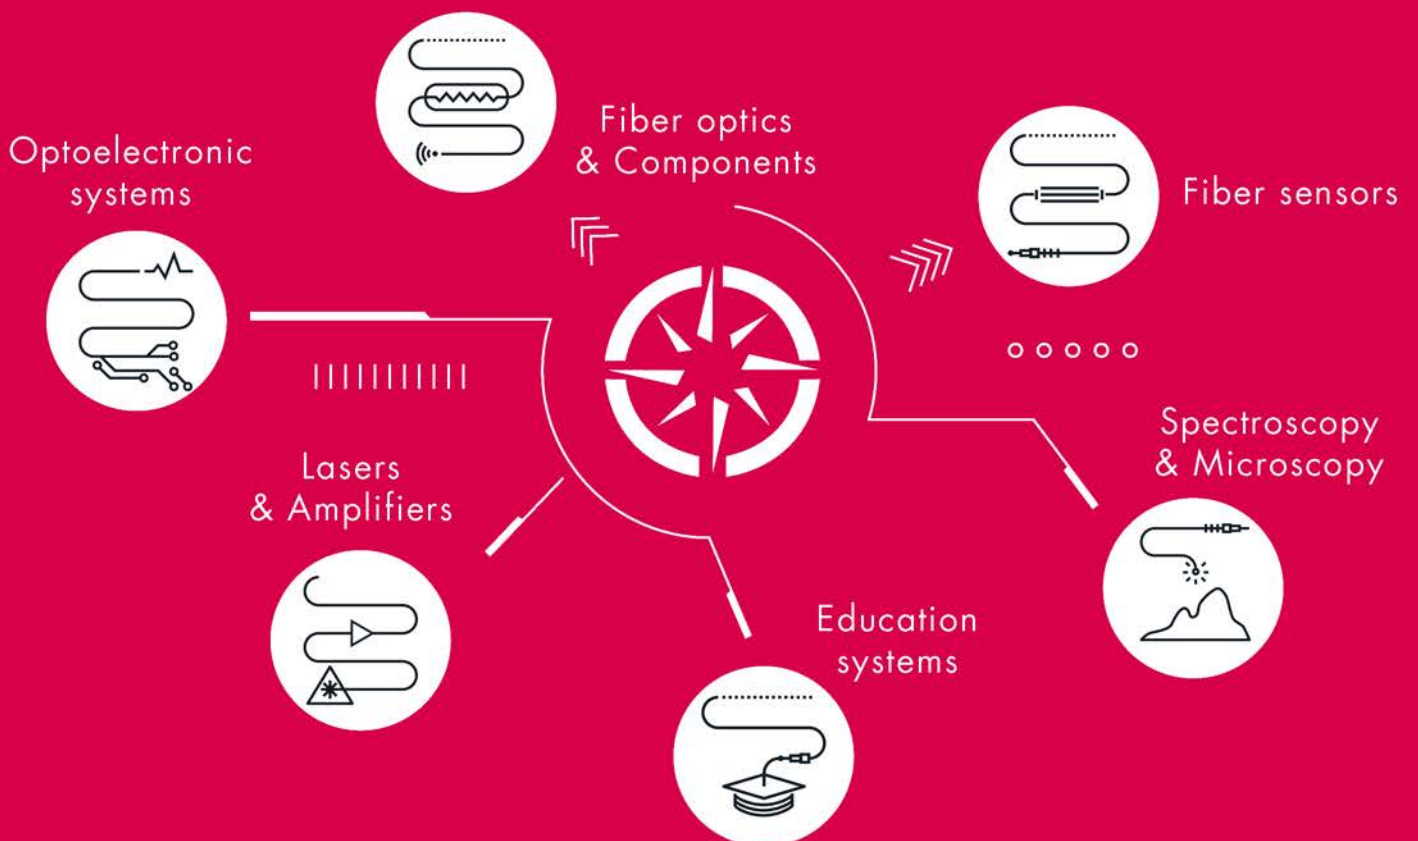 Fiber optics
& Components
Optoelectronic
systems
Fiber sensors
Spectroscopy
& Microscopy
Lasers
& Amplifiers
Education
systems